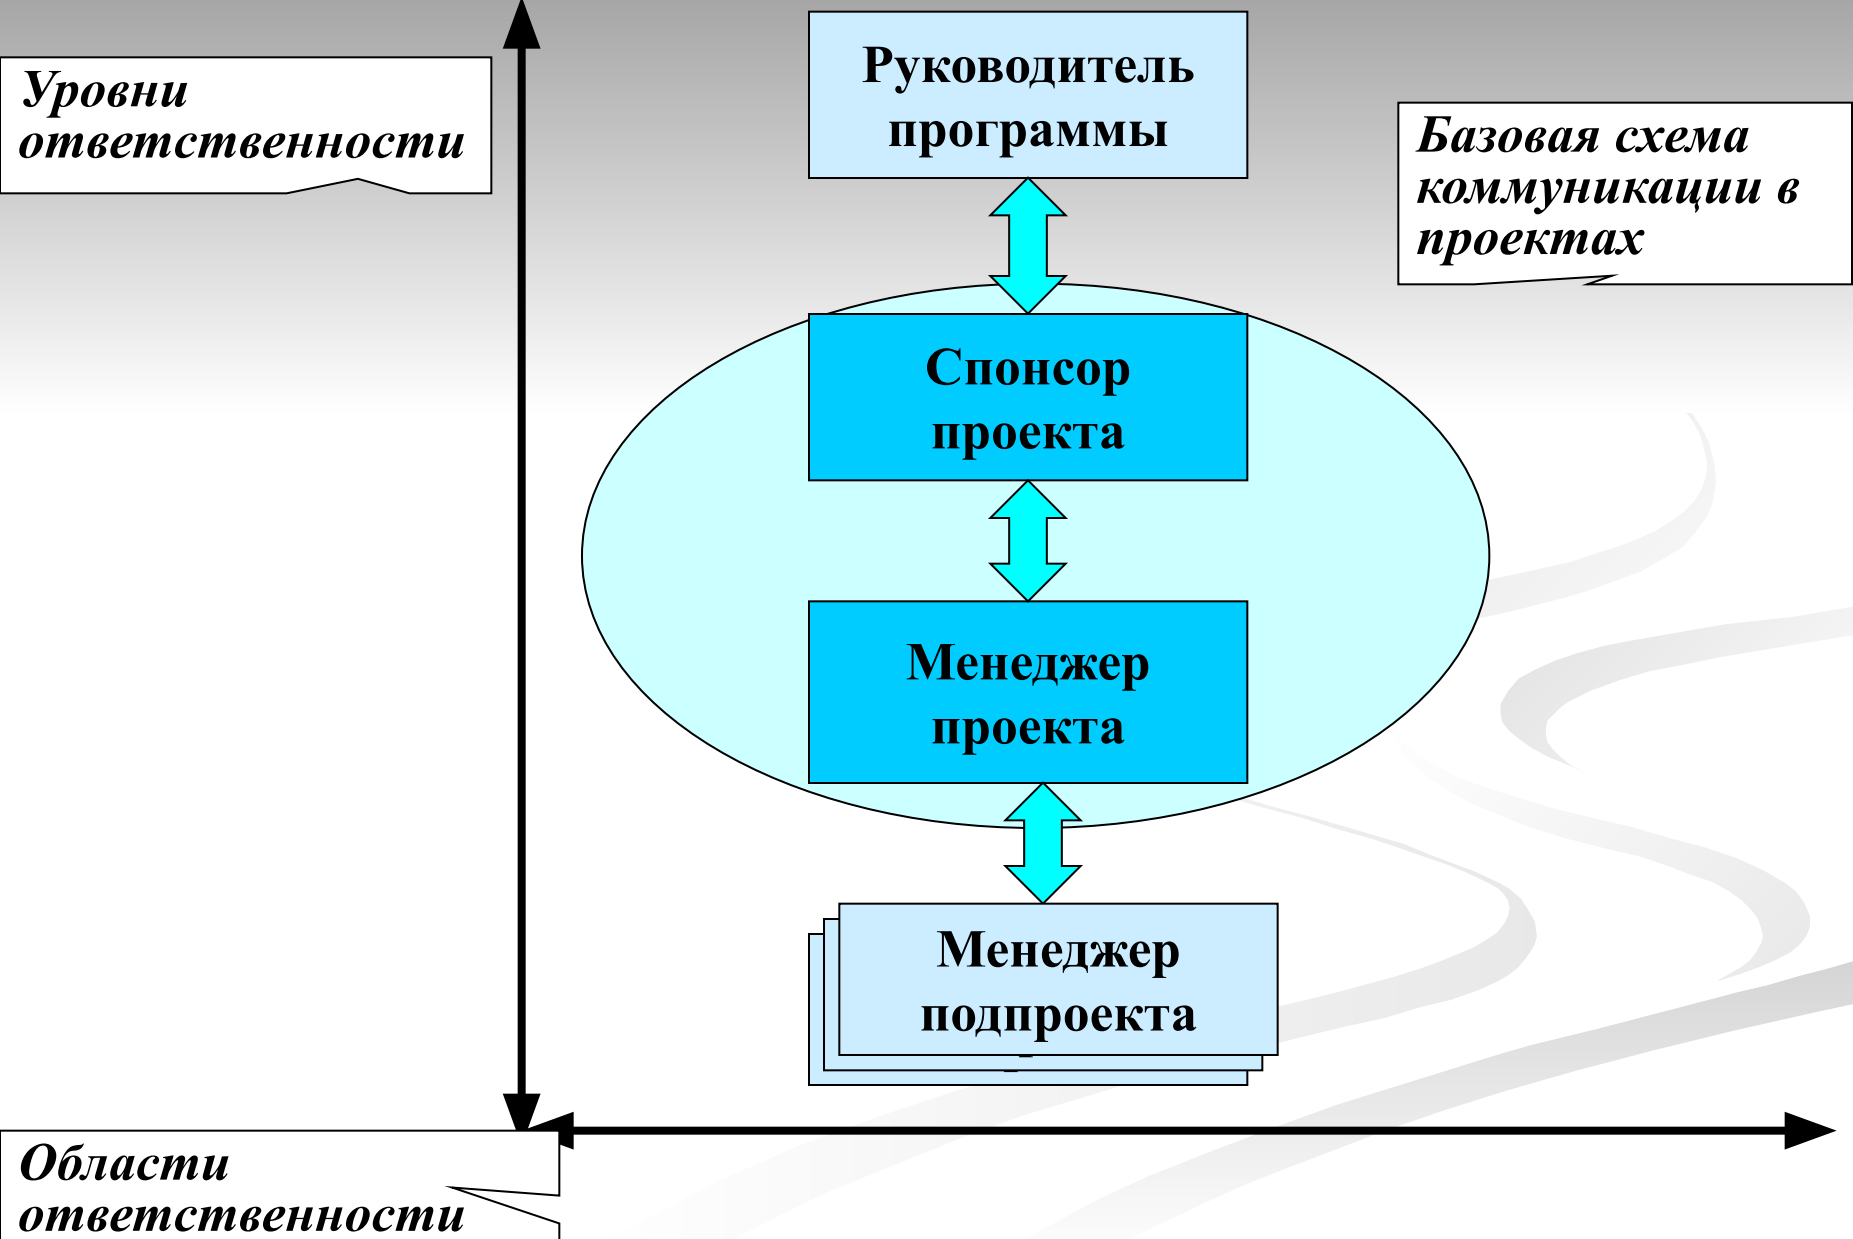 Уровни
ответственности
Руководитель
программы
Базовая схема
коммуникации в
проектах
Спонсор
проекта
Менеджер
проекта
Менеджер
подпроекта
Области
ответственности